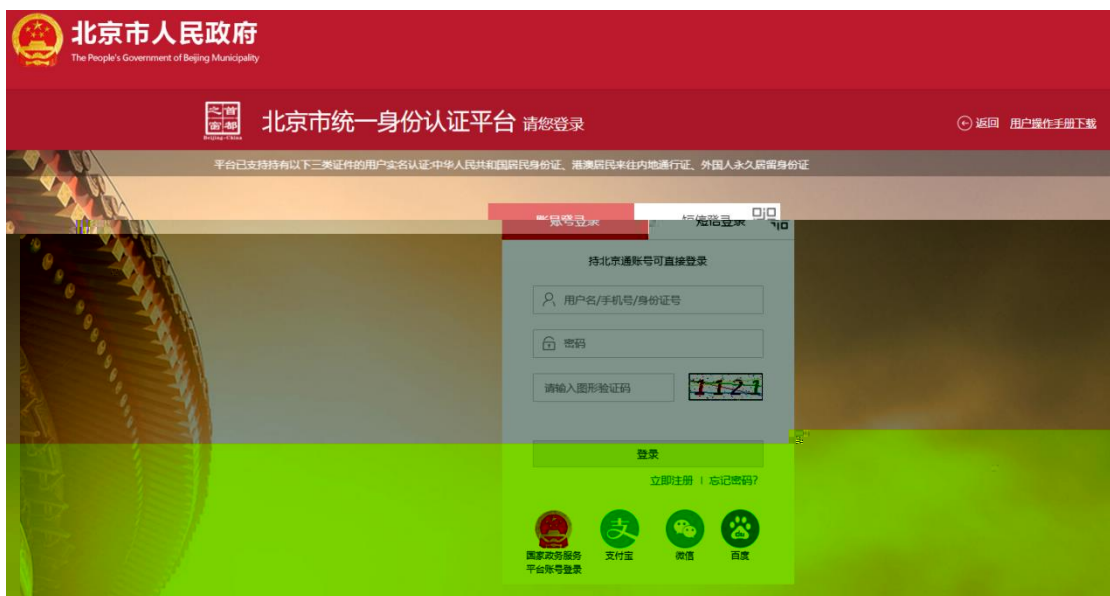 北京市人民政府
The People's Government of Beijing Municipality
首都之窗
Beijing-China
北京市统一身份认证平台 请您登录
返回 用户操作手册下载
平台已支持持有以下三类证件的用户实名认证:中华人民共和国居民身份证、港澳居民来往内地通行证、外国人永久居留身份证
账号登录 短信登录
持北京通账号可直接登录
用户名/手机号/身份证号
密码
请输入图形验证码 1121
登录
立即注册 | 忘记密码?
国家政务服务
平台账号登录
支付宝
微信
百度